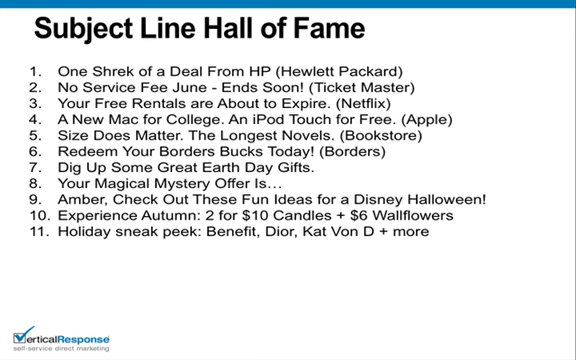 Subject Line Hall of Fame
1. One Shrek of a Deal From HP (Hewlett Packard)
2. No Service Fee June - Ends Soon! (Ticket Master)
3. Your Free Rentals are About to Expire. (Netflix)
4. A New Mac for College. An iPod Touch for Free. (Apple)
5. Size Does Matter. The Longest Novels. (Bookstore)
6. Redeem Your Borders Bucks Today! (Borders)
7. Dig Up Some Great Earth Day Gifts.
8. Your Magical Mystery Offer Is…
9. Amber, Check Out These Fun Ideas for a Disney Halloween!
10. Experience Autumn: 2 for $10 Candles + $6 Wallflowers
11. Holiday sneak peek: Benefit, Dior, Kat Von D + more
VerticalResponse
self-service direct marketing